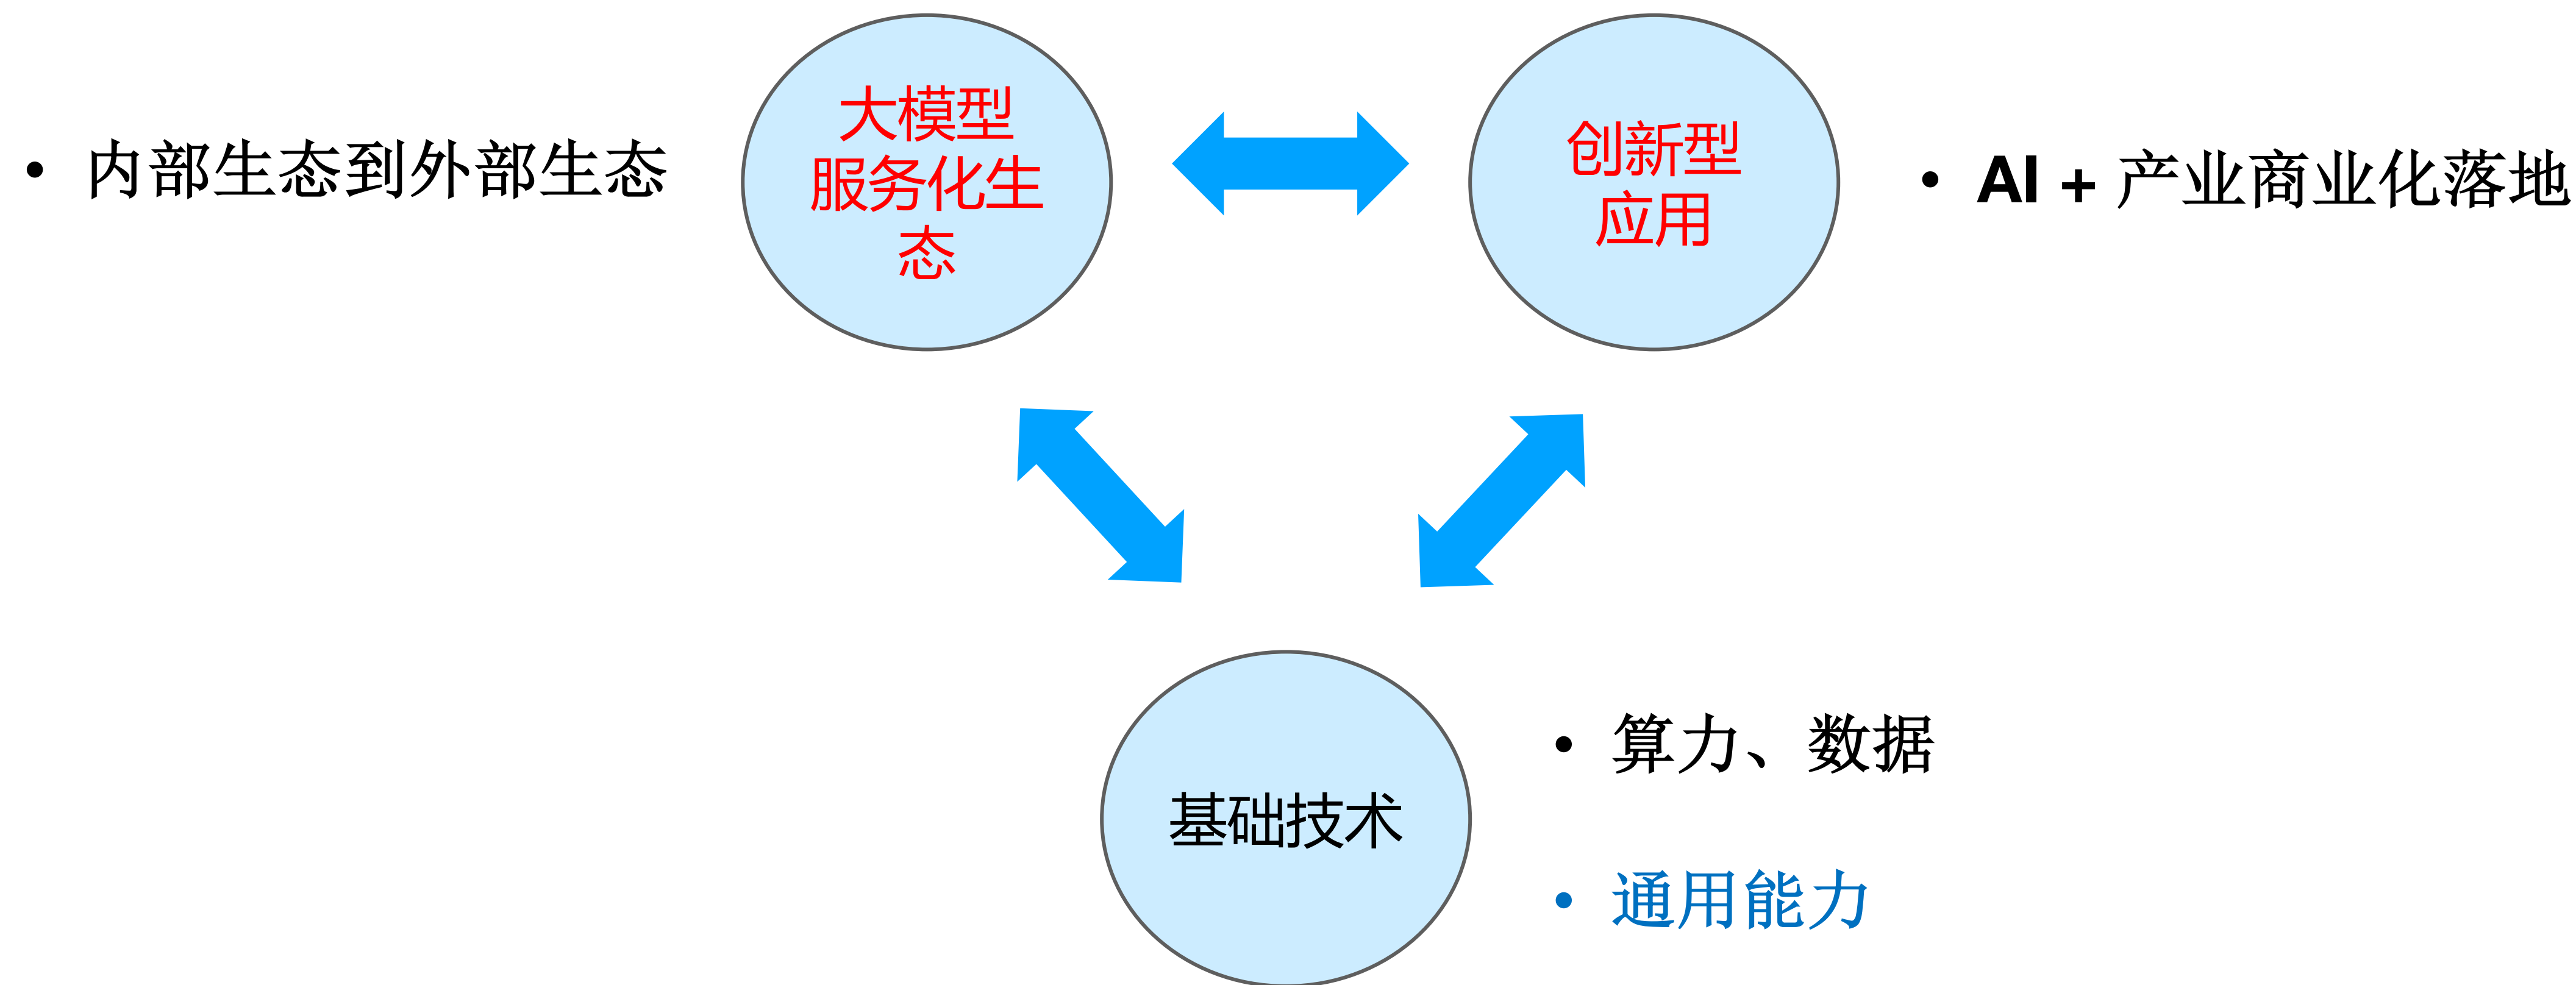 • 内部生态到外部生态
大模型
服务化生
态
创新型
应用
• AI + 产业商业化落地
基础技术
• 算力、数据
• 通用能力